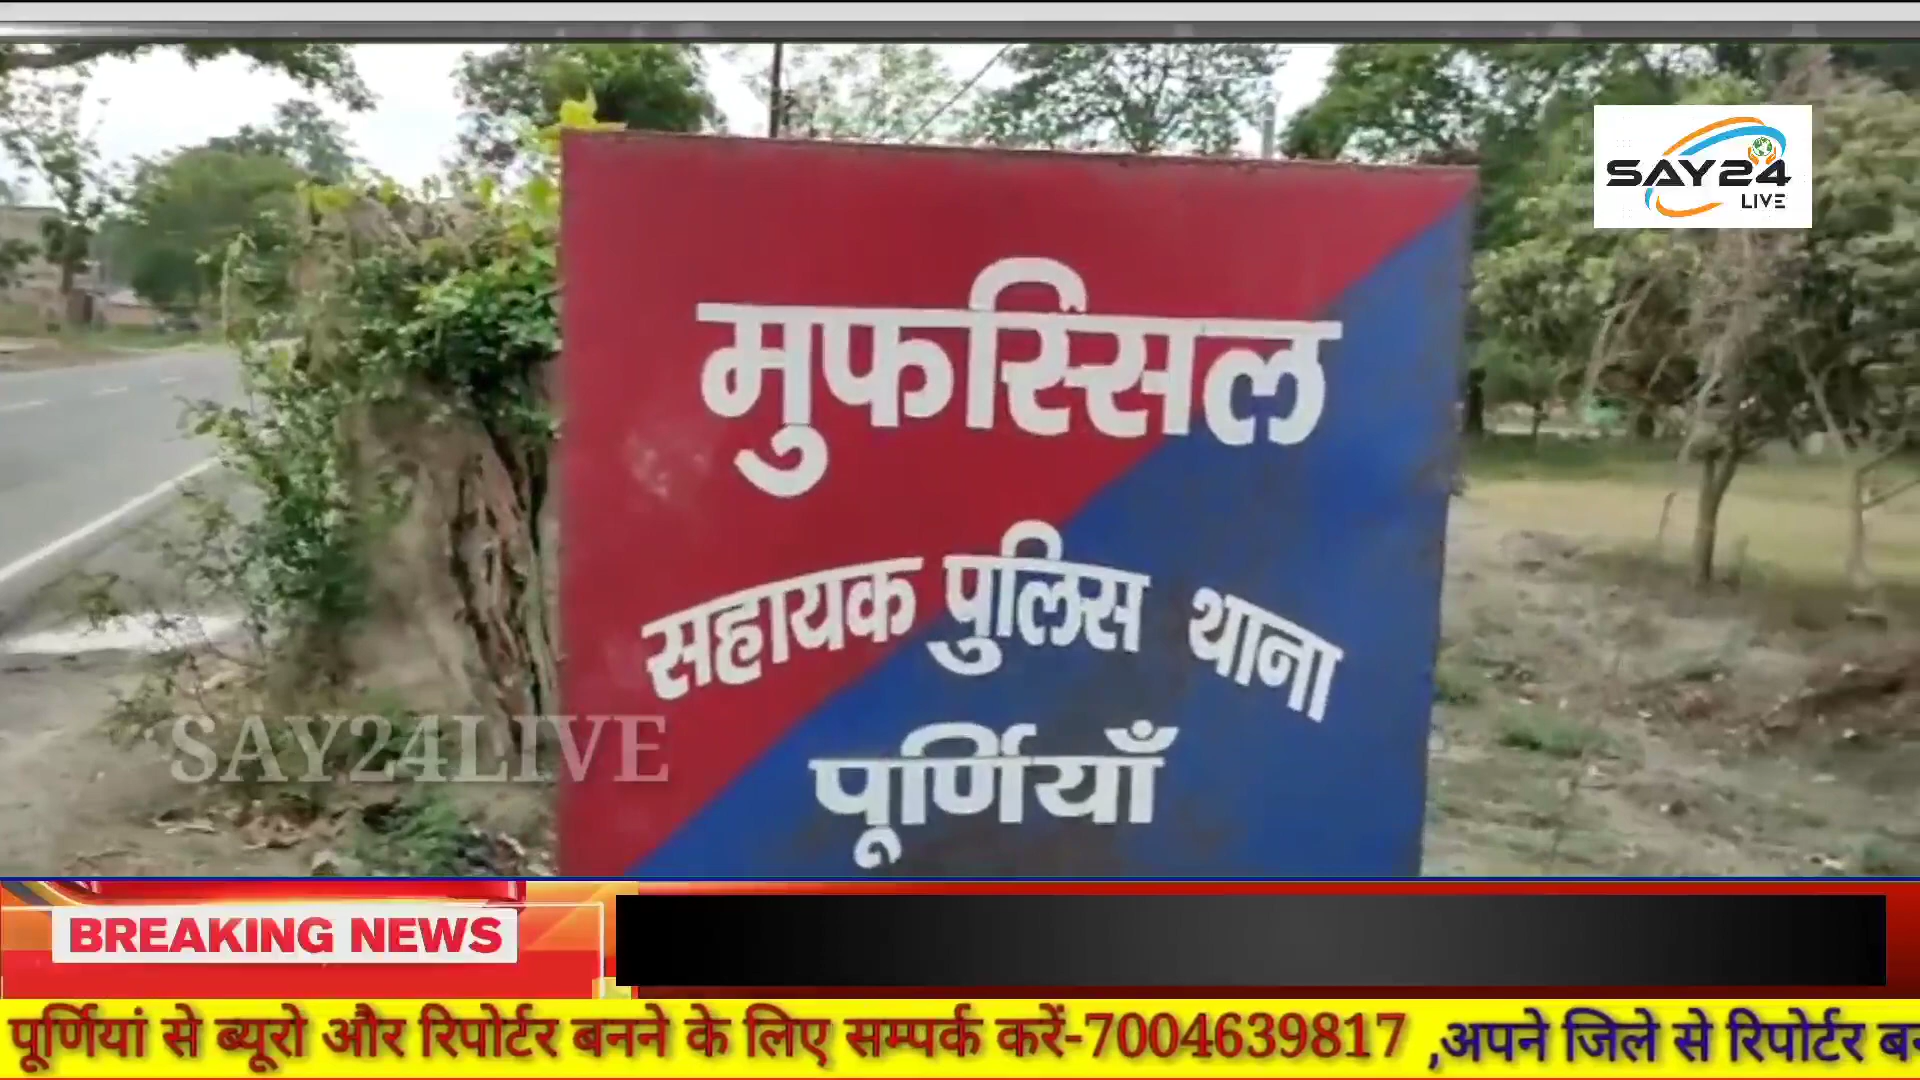 SAY24
LIVE
मुफस्सिल
सहायक पुलिस थाना
पूर्णियाँ
SAY24LIVE
BREAKING NEWS
पूर्णियां से ब्यूरो और रिपोर्टर बनने के लिए सम्पर्क करें-7004639817 ,अपने जिले से रिपोर्टर